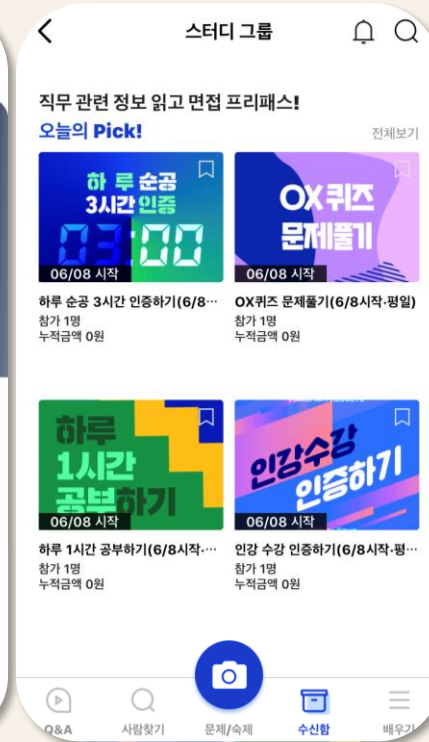 스터디 그룹
직무 관련 정보 읽고 면접 프리패스!
오늘의 Pick!
전체보기
하 루 순공
3시간 인증
03:00
06/08 시작
하루 순공 3시간 인증하기(6/8···
참가 1명
누적금액 0원
OX퀴즈
문제풀기
06/08 시작
OX퀴즈 문제풀기(6/8시작·평일)
참가 1명
누적금액 0원
하루
1시간
공부하기
06/08 시작
하루 1시간 공부하기(6/8시작····
참가 1명
누적금액 0원
인강수강
인증하기
06/08 시작
인강 수강 인증하기(6/8시작·평···
참가 1명
누적금액 0원
Q&A
사람찾기
문제/숙제
수신함
배우기